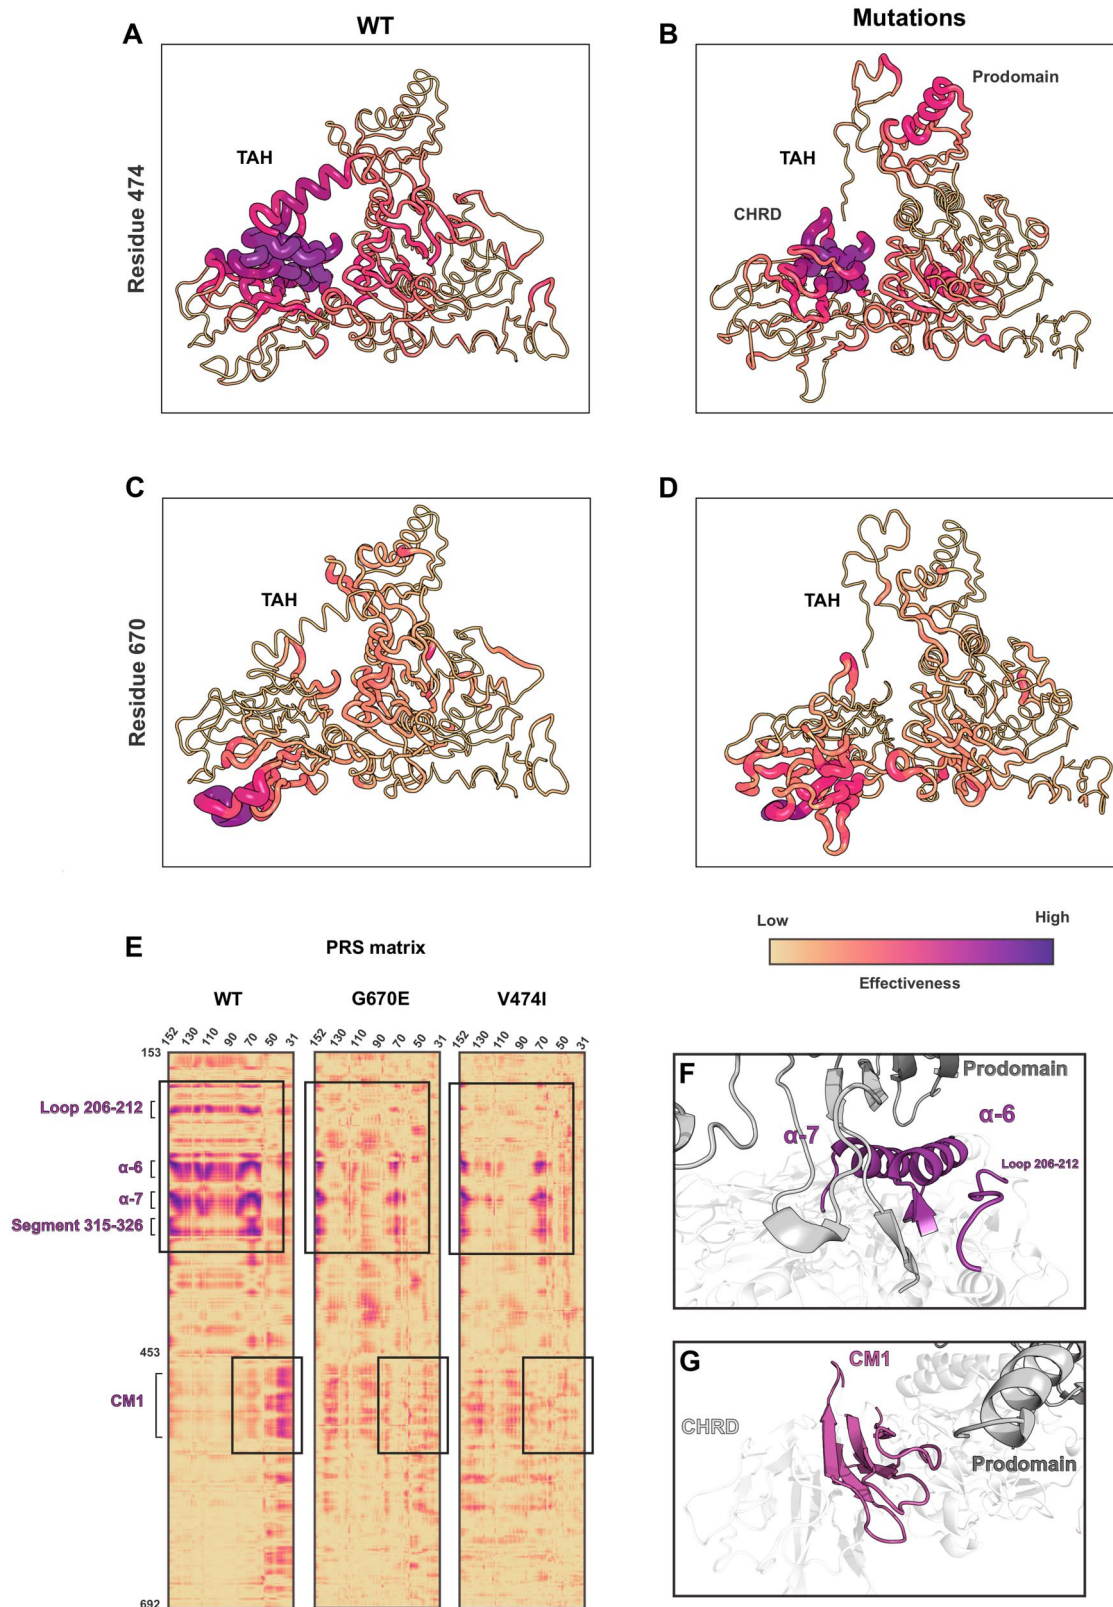 WT
Mutations
A
B
Residue 474
TAH
Prodomain
TAH
CHRD
C
D
Residue 670
TAH
TAH
Low
High
Effectiveness
E
PRS matrix
WT
G670E
V474I
152 130 110 90 70 50 31
152 130 110 90 70 50 31
152 130 110 90 70 50 31
153
Loop 206-212
α-6
α-7
Segment 315-326
453
CM1
692
F
Prodomain
α-6
α-7
Loop 206-212
G
CM1
CHRD
Prodomain